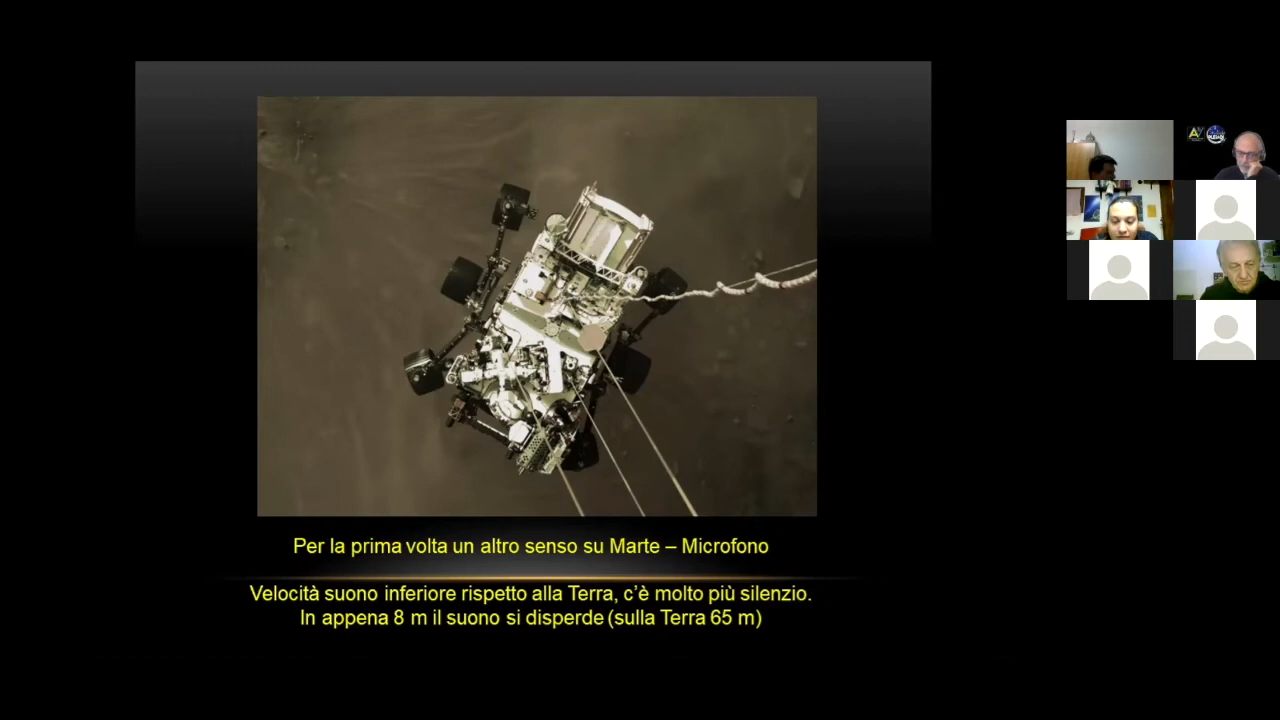 Per la prima volta un altro senso su Marte – Microfono
Velocità suono inferiore rispetto alla Terra, c’è molto più silenzio.
In appena 8 m il suono si disperde (sulla Terra 65 m)